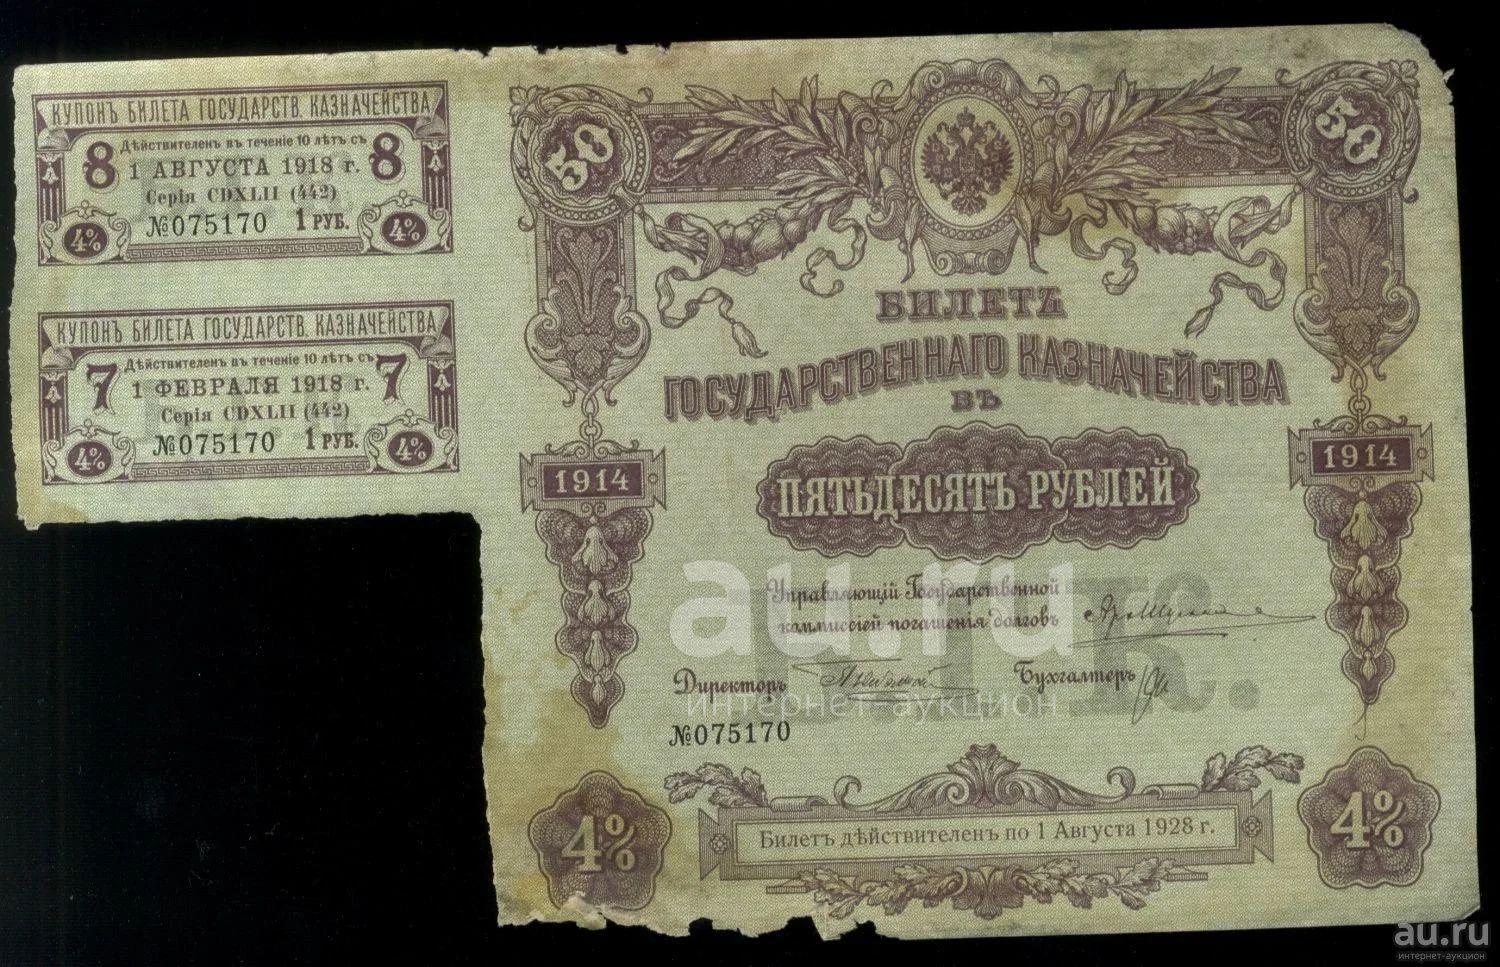 КУПОНЪ БИЛЕТА ГОСУДАРСТВ. КАЗНАЧЕЙСТВА
Дѣйствителенъ въ теченіе 10 лѣтъ съ
8 1 АВГУСТА 1918 г. 8
Серія CDXLII (442)
№075170 1 РУБ.
4% 4%
КУПОНЪ БИЛЕТА ГОСУДАРСТВ. КАЗНАЧЕЙСТВА
Дѣйствителенъ въ теченіе 10 лѣтъ съ
7 1 ФЕВРАЛЯ 1918 г. 7
Серія CDXLII (442)
№075170 1 РУБ.
4% 4%
50 50
БИЛЕТЪ
ГОСУДАРСТВЕННАГО КАЗНАЧЕЙСТВА
ВЪ
1914 1914
ПЯТЬДЕСЯТЪ РУБЛЕЙ
Управляющій Государственной
коммиссіей погашенія долговъ
Директоръ Бухгалтеръ
№075170
4% 4%
Билетъ дѣйствителенъ по 1 Августа 1928 г.
au.ru
интернет-аукцион
au.ru
интернет-аукцион